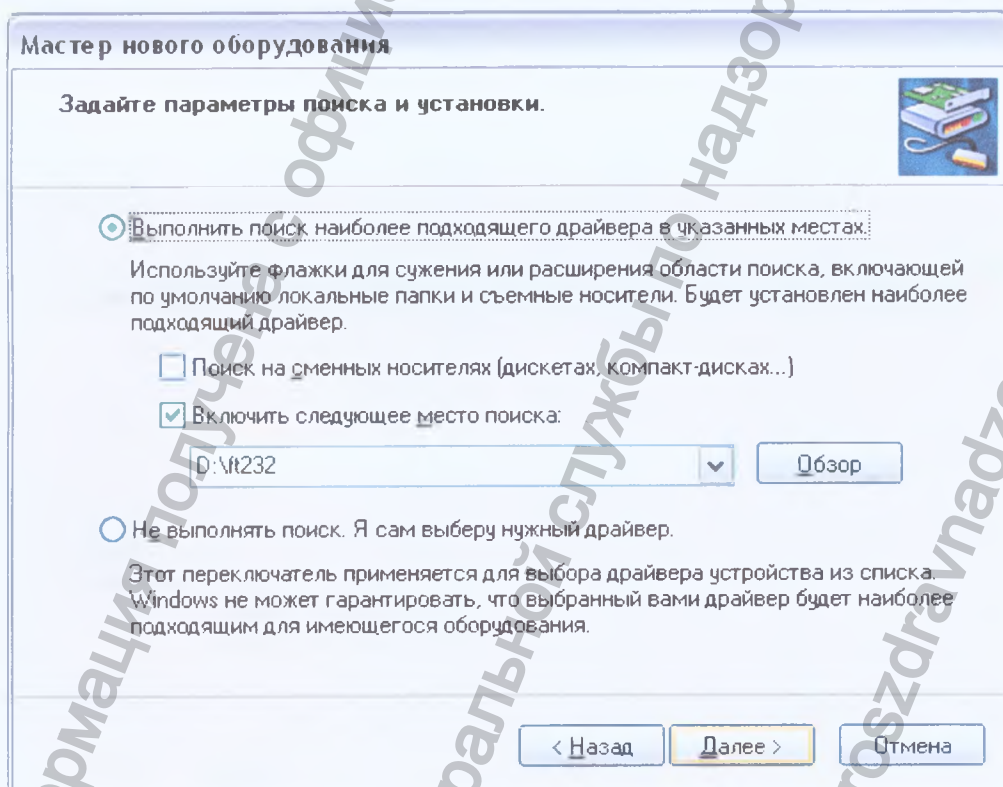 Мастер нового оборудования
Задайте параметры поиска и установки.
Выполнить поиск наиболее подходящего драйвера в указанных местах.
Используйте флажки для сужения или расширения области поиска, включающей
по умолчанию локальные папки и съемные носители. Будет установлен наиболее
подходящий драйвер.
Поиск на сменных носителях (дискетах, компакт-дисках...)
Включить следующее место поиска:
D:\ft232
Обзор
Не выполнять поиск. Я сам выберу нужный драйвер.
Этот переключатель применяется для выбора драйвера устройства из списка.
Windows не может гарантировать, что выбранный вами драйвер будет наиболее
подходящим для имеющегося оборудования.
< Назад
Далее >
Отмена
получена с
службы по надзор